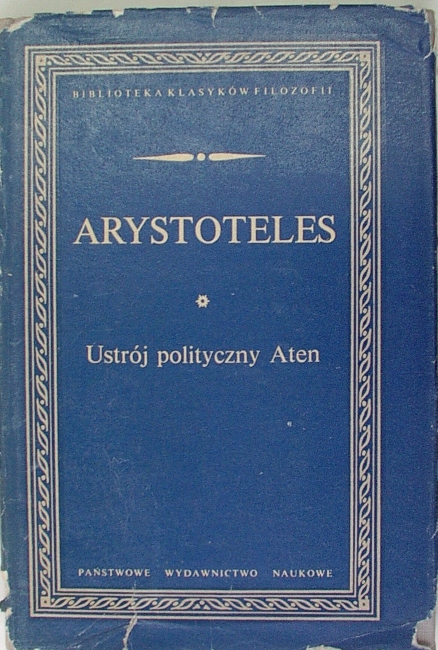 BIBLIOTEKA KLASYKÓW FILOZOFII
ARYSTOTELES
Ustrój polityczny Aten
PAŃSTWOWE WYDAWNICTWO NAUKOWE